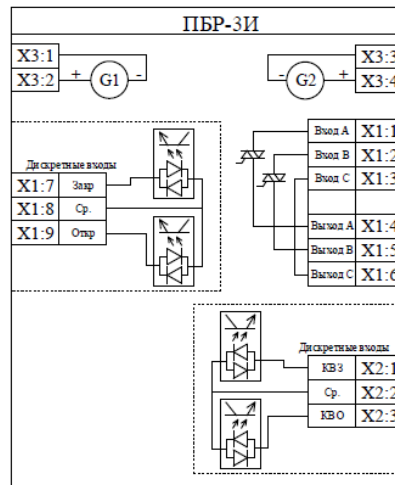 ПБР-3И
X3:1
X3:2 + G1 -
X3:3
- G2 + X3:4
Дискретные входы
X1:7 Закр
X1:8 Ср.
X1:9 Откр
Вход A X1:1
Вход B X1:2
Вход C X1:3
Выход A X1:4
Выход B X1:5
Выход C X1:6
Дискретные входы
КВЗ X2:1
Ср. X2:2
КВО X2:3